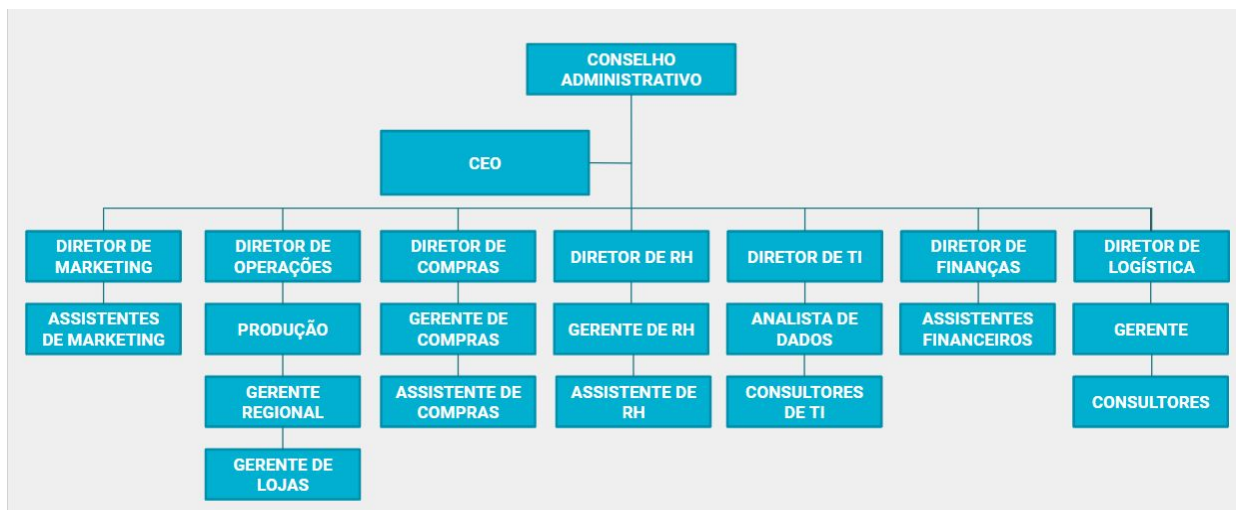 CONSELHO
ADMINISTRATIVO
CEO
DIRETOR DE
MARKETING
DIRETOR DE
OPERAÇÕES
DIRETOR DE
COMPRAS
DIRETOR DE RH
DIRETOR DE TI
DIRETOR DE
FINANÇAS
DIRETOR DE
LOGÍSTICA
ASSISTENTES
DE MARKETING
PRODUÇÃO
GERENTE DE
COMPRAS
GERENTE DE RH
ANALISTA DE
DADOS
ASSISTENTES
FINANCEIROS
GERENTE
GERENTE
REGIONAL
ASSISTENTE DE
COMPRAS
ASSISTENTE DE
RH
CONSULTORES
DE TI
CONSULTORES
GERENTE DE
LOJAS